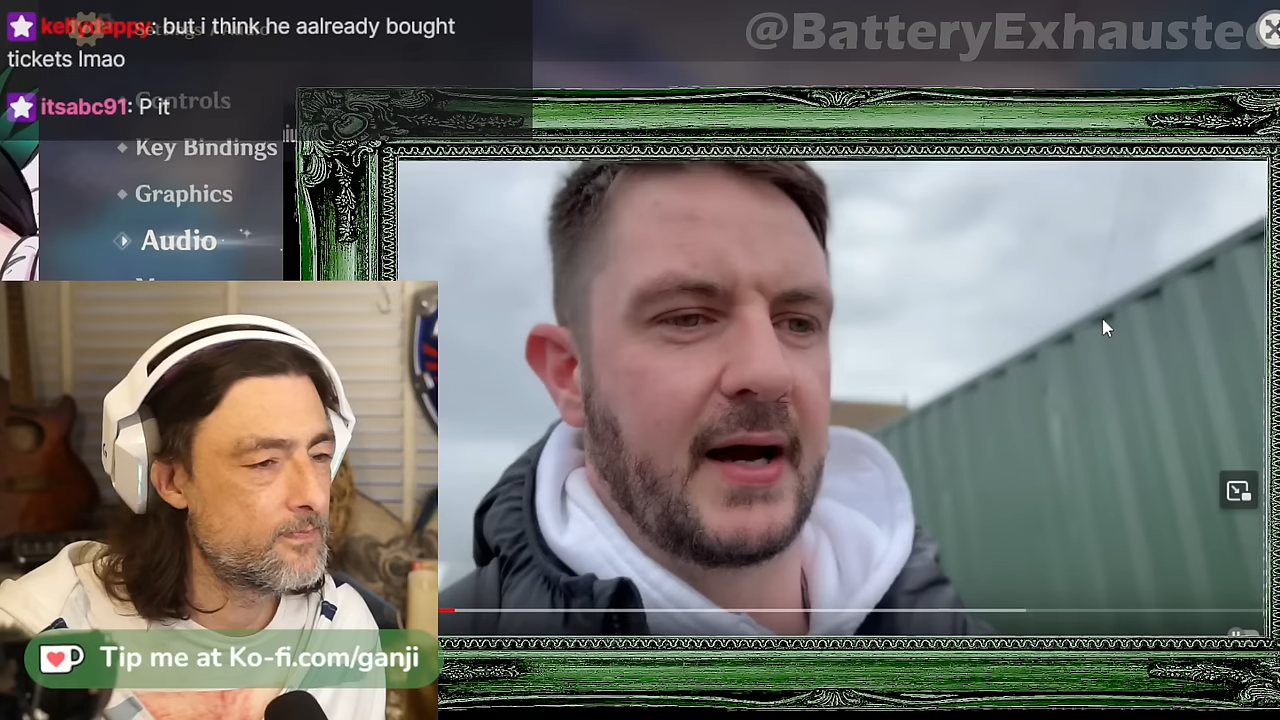 kellydappy: but i think he aalready bought
tickets lmao
itsabc91: P it
@BatteryExhausted
Controls
Key Bindings
Graphics
Audio
Tip me at Ko-fi.com/ganji